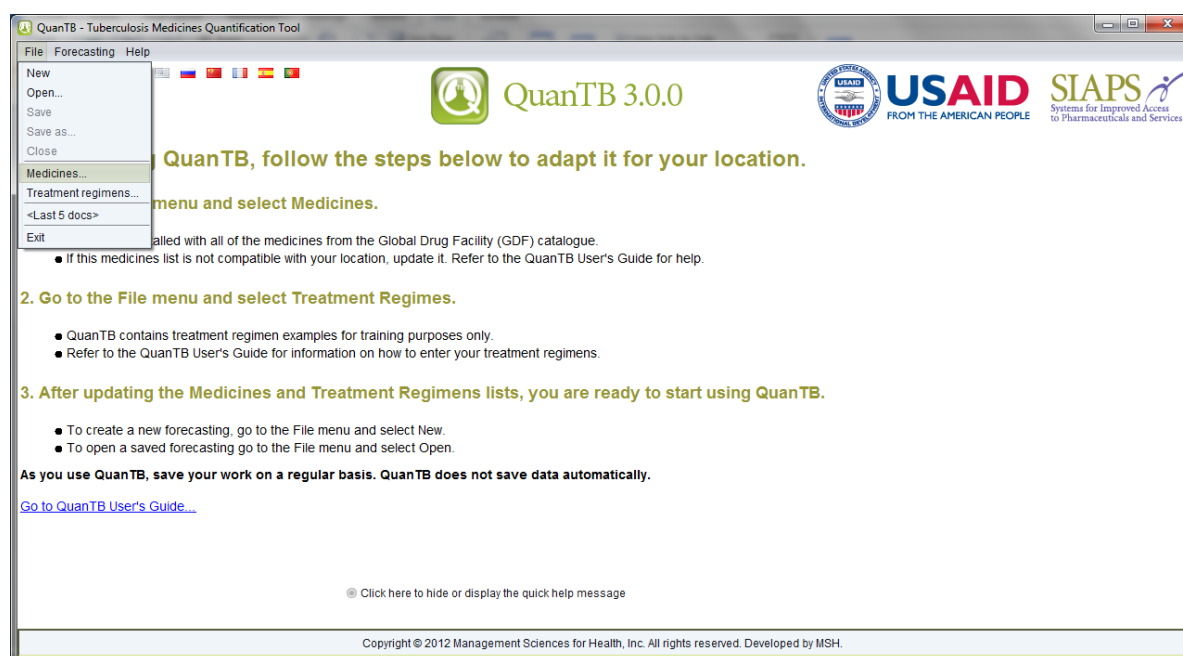 QuanTB - Tuberculosis Medicines Quantification Tool
File Forecasting Help
New
Open...
Save
Save as...
Close
Medicines...
Treatment regimens...
<Last 5 docs>
Exit
QuanTB 3.0.0
USAID
USAID
FROM THE AMERICAN PEOPLE
SIAPS
Systems for Improved Access
to Pharmaceuticals and Services
QuanTB, follow the steps below to adapt it for your location.
menu and select Medicines.
alled with all of the medicines from the Global Drug Facility (GDF) catalogue.
● If this medicines list is not compatible with your location, update it. Refer to the QuanTB User's Guide for help.
2. Go to the File menu and select Treatment Regimes.
● QuanTB contains treatment regimen examples for training purposes only.
● Refer to the QuanTB User's Guide for information on how to enter your treatment regimens.
3. After updating the Medicines and Treatment Regimens lists, you are ready to start using QuanTB.
● To create a new forecasting, go to the File menu and select New.
● To open a saved forecasting go to the File menu and select Open.
As you use QuanTB, save your work on a regular basis. QuanTB does not save data automatically.
Go to QuanTB User's Guide...
Click here to hide or display the quick help message
Copyright © 2012 Management Sciences for Health, Inc. All rights reserved. Developed by MSH.